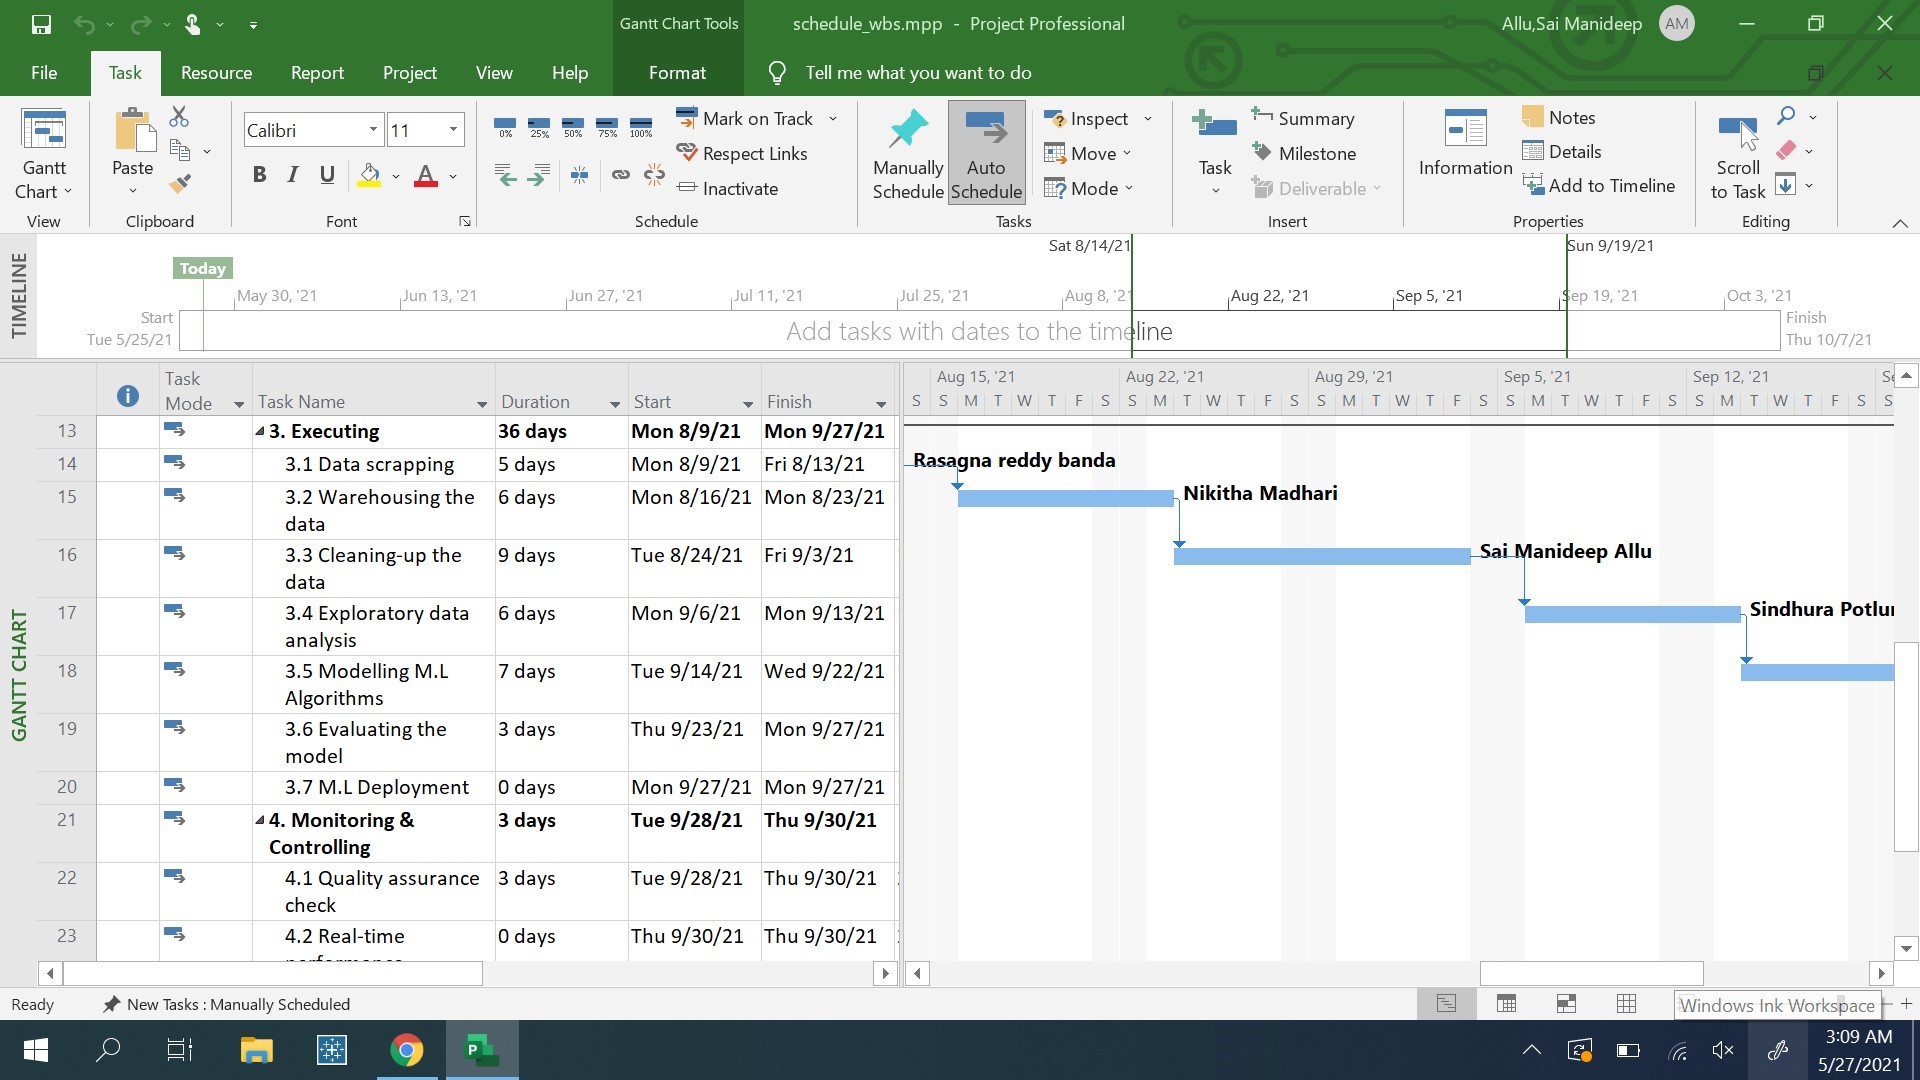 Gantt Chart Tools
schedule_wbs.mpp - Project Professional
Allu,Sai Manideep
AM
File
Task
Resource
Report
Project
View
Help
Format
Tell me what you want to do
Gantt
Chart
View
Paste
Clipboard
Calibri
11
B I U
A
Font
0%
25%
50%
75%
100%
Mark on Track
Respect Links
Inactivate
Schedule
Manually
Schedule
Auto
Schedule
Inspect
Move
Mode
Tasks
Task
Summary
Milestone
Deliverable
Insert
Information
Notes
Details
Add to Timeline
Properties
Scroll
to Task
Editing
TIMELINE
Sat 8/14/21
Sun 9/19/21
Today
May 30, '21
Jun 13, '21
Jun 27, '21
Jul 11, '21
Jul 25, '21
Aug 8, '21
Aug 22, '21
Sep 5, '21
Sep 19, '21
Oct 3, '21
Start
Tue 5/25/21
Add tasks with dates to the timeline
Finish
Thu 10/7/21
GANTT CHART
Task
Mode
Task Name
Duration
Start
Finish
Aug 15, '21
Aug 22, '21
Aug 29, '21
Sep 5, '21
Sep 12, '21
S S M T W T F S S M T W T F S S M T W T F S S M T W T F S S M T W T F S S
13 3. Executing 36 days Mon 8/9/21 Mon 9/27/21
14 3.1 Data scrapping 5 days Mon 8/9/21 Fri 8/13/21
Rasagna reddy banda
15 3.2 Warehousing the 6 days Mon 8/16/21 Mon 8/23/21
data
Nikitha Madhari
16 3.3 Cleaning-up the 9 days Tue 8/24/21 Fri 9/3/21
data
Sai Manideep Allu
17 3.4 Exploratory data 6 days Mon 9/6/21 Mon 9/13/21
analysis
Sindhura Potlur
18 3.5 Modelling M.L 7 days Tue 9/14/21 Wed 9/22/21
Algorithms
19 3.6 Evaluating the 3 days Thu 9/23/21 Mon 9/27/21
model
20 3.7 M.L Deployment 0 days Mon 9/27/21 Mon 9/27/21
21 4. Monitoring & 3 days Tue 9/28/21 Thu 9/30/21
Controlling
22 4.1 Quality assurance 3 days Tue 9/28/21 Thu 9/30/21
check
23 4.2 Real-time 0 days Thu 9/30/21 Thu 9/30/21
Ready
New Tasks : Manually Scheduled
Windows Ink Workspace
3:09 AM
5/27/2021